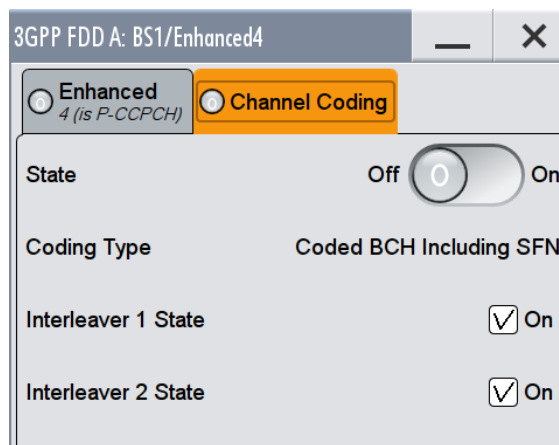 3GPP FDD A: BS1/Enhanced4
Enhanced
4 (is P-CCPCH)
Channel Coding
State Off On
Coding Type Coded BCH Including SFN
Interleaver 1 State On
Interleaver 2 State On